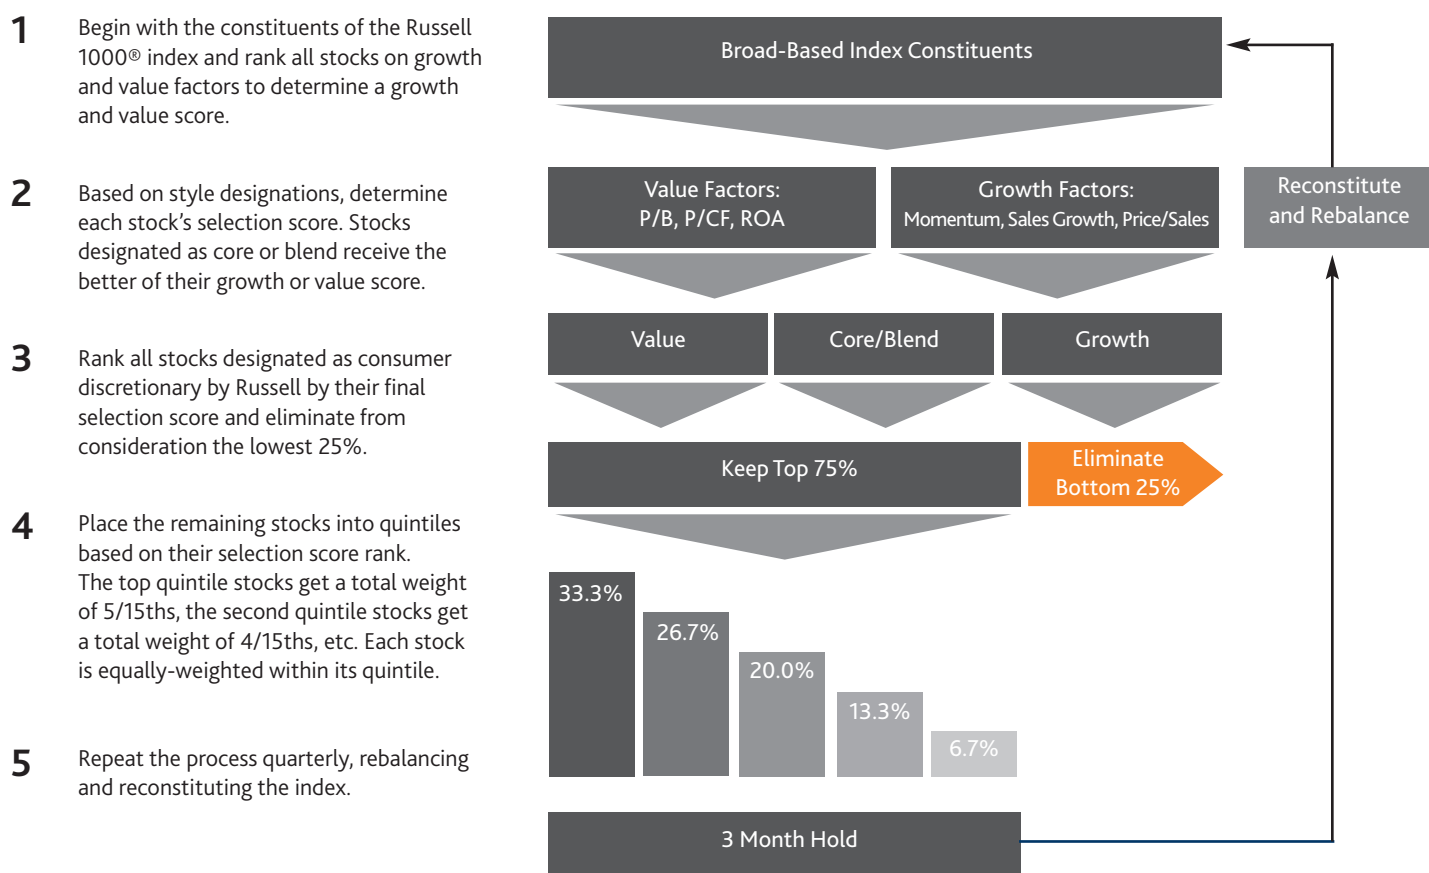 1
Begin with the constituents of the Russell
1000® index and rank all stocks on growth
and value factors to determine a growth
and value score.
2
Based on style designations, determine
each stock’s selection score. Stocks
designated as core or blend receive the
better of their growth or value score.
3
Rank all stocks designated as consumer
discretionary by Russell by their final
selection score and eliminate from
consideration the lowest 25%.
4
Place the remaining stocks into quintiles
based on their selection score rank.
The top quintile stocks get a total weight
of 5/15ths, the second quintile stocks get
a total weight of 4/15ths, etc. Each stock
is equally-weighted within its quintile.
5
Repeat the process quarterly, rebalancing
and reconstituting the index.
Broad-Based Index Constituents
Value Factors:
P/B, P/CF, ROA
Growth Factors:
Momentum, Sales Growth, Price/Sales
Reconstitute
and Rebalance
Value
Core/Blend
Growth
Keep Top 75%
Eliminate
Bottom 25%
33.3%
26.7%
20.0%
13.3%
6.7%
3 Month Hold